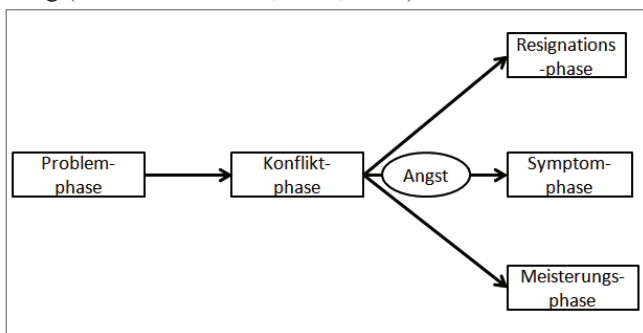 Resignations
-phase
Problem-
phase
Konflikt-
phase
Angst
Symptom-
phase
Meisterungs-
phase